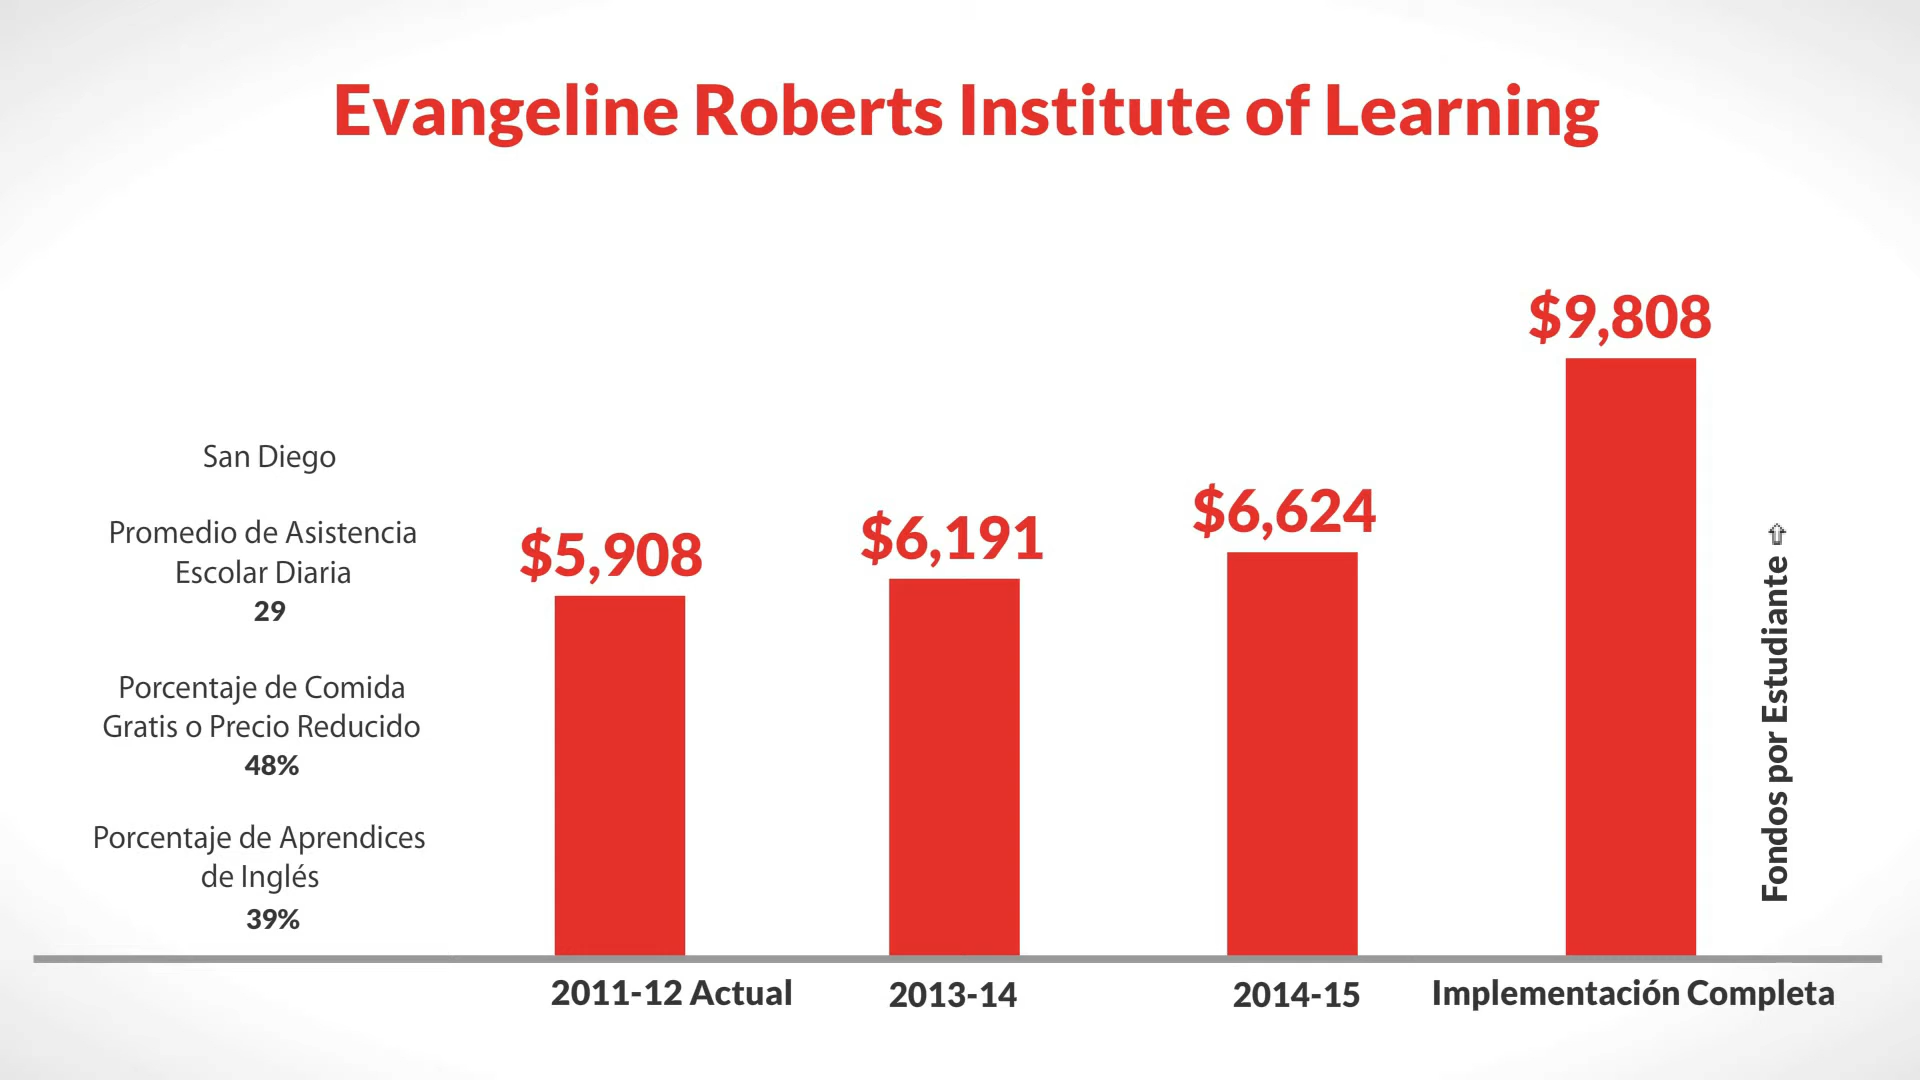 Evangeline Roberts Institute of Learning
San Diego
Promedio de Asistencia
Escolar Diaria
29
Porcentaje de Comida
Gratis o Precio Reducido
48%
Porcentaje de Aprendices
de Inglés
39%
$5,908
$6,191
$6,624
$9,808
Fondos por Estudiante ⇧
2011-12 Actual
2013-14
2014-15
Implementación Completa